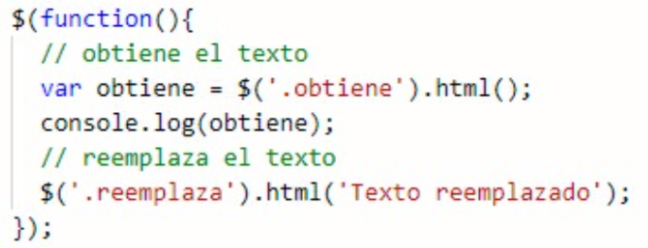 $(function(){
// obtiene el texto
var obtiene = $('.obtiene').html();
console.log(obtiene);
// reemplaza el texto
$('.reemplaza').html('Texto reemplazado');
});